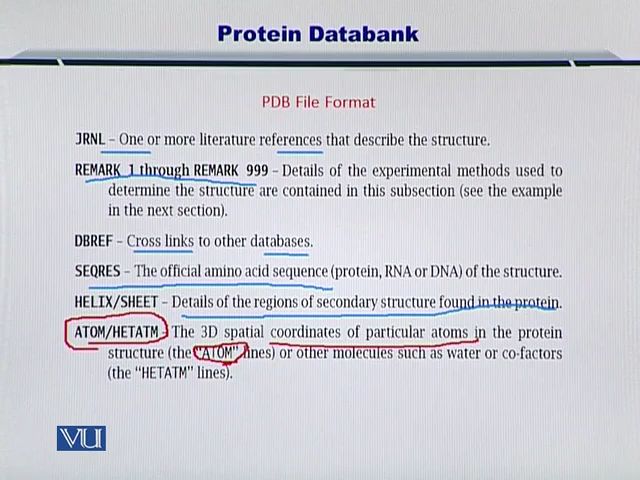 Protein Databank
PDB File Format
JRNL – One or more literature references that describe the structure.
REMARK 1 through REMARK 999 – Details of the experimental methods used to
determine the structure are contained in this subsection (see the example
in the next section).
DBREF – Cross links to other databases.
SEQRES – The official amino acid sequence (protein, RNA or DNA) of the structure.
HELIX/SHEET – Details of the regions of secondary structure found in the protein.
ATOM/HETATM – The 3D spatial coordinates of particular atoms in the protein
structure (the "ATOM" lines) or other molecules such as water or co-factors
(the "HETATM" lines).
VU